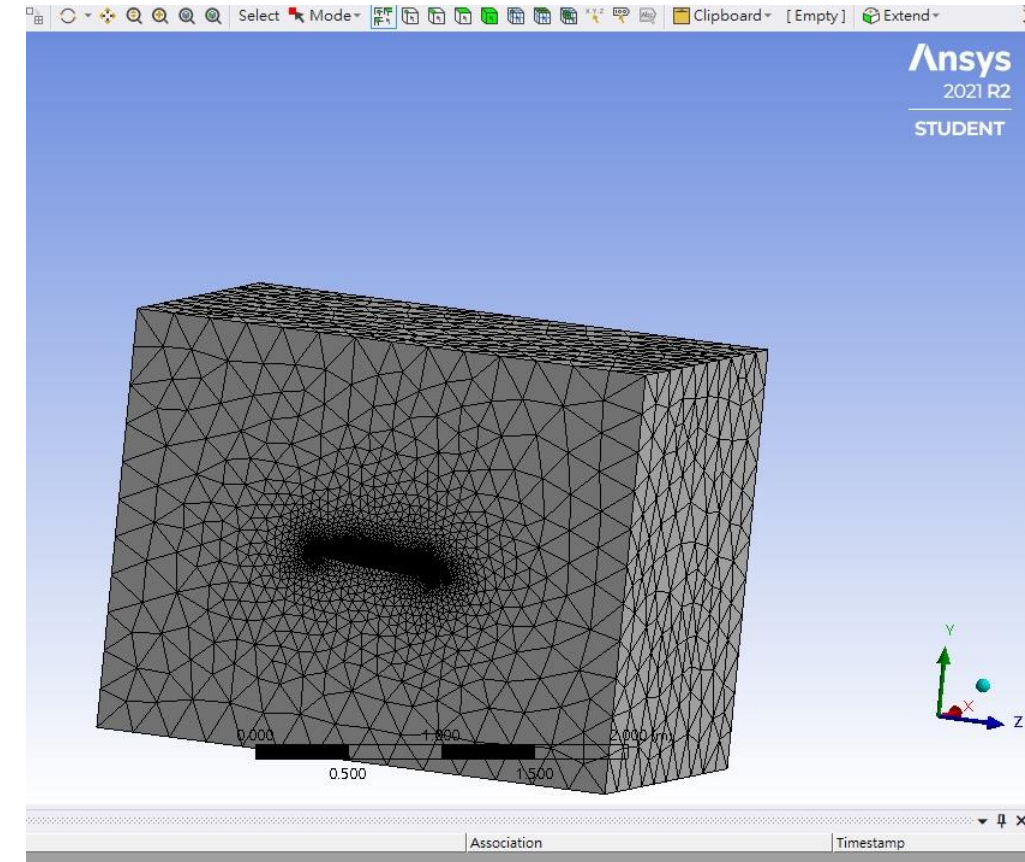 Select Mode Clipboard [Empty] Extend
Ansys
2021 R2
STUDENT
Y
X
Z
0.000 1.000 2.000 (m)
0.500 1.500
Association Timestamp